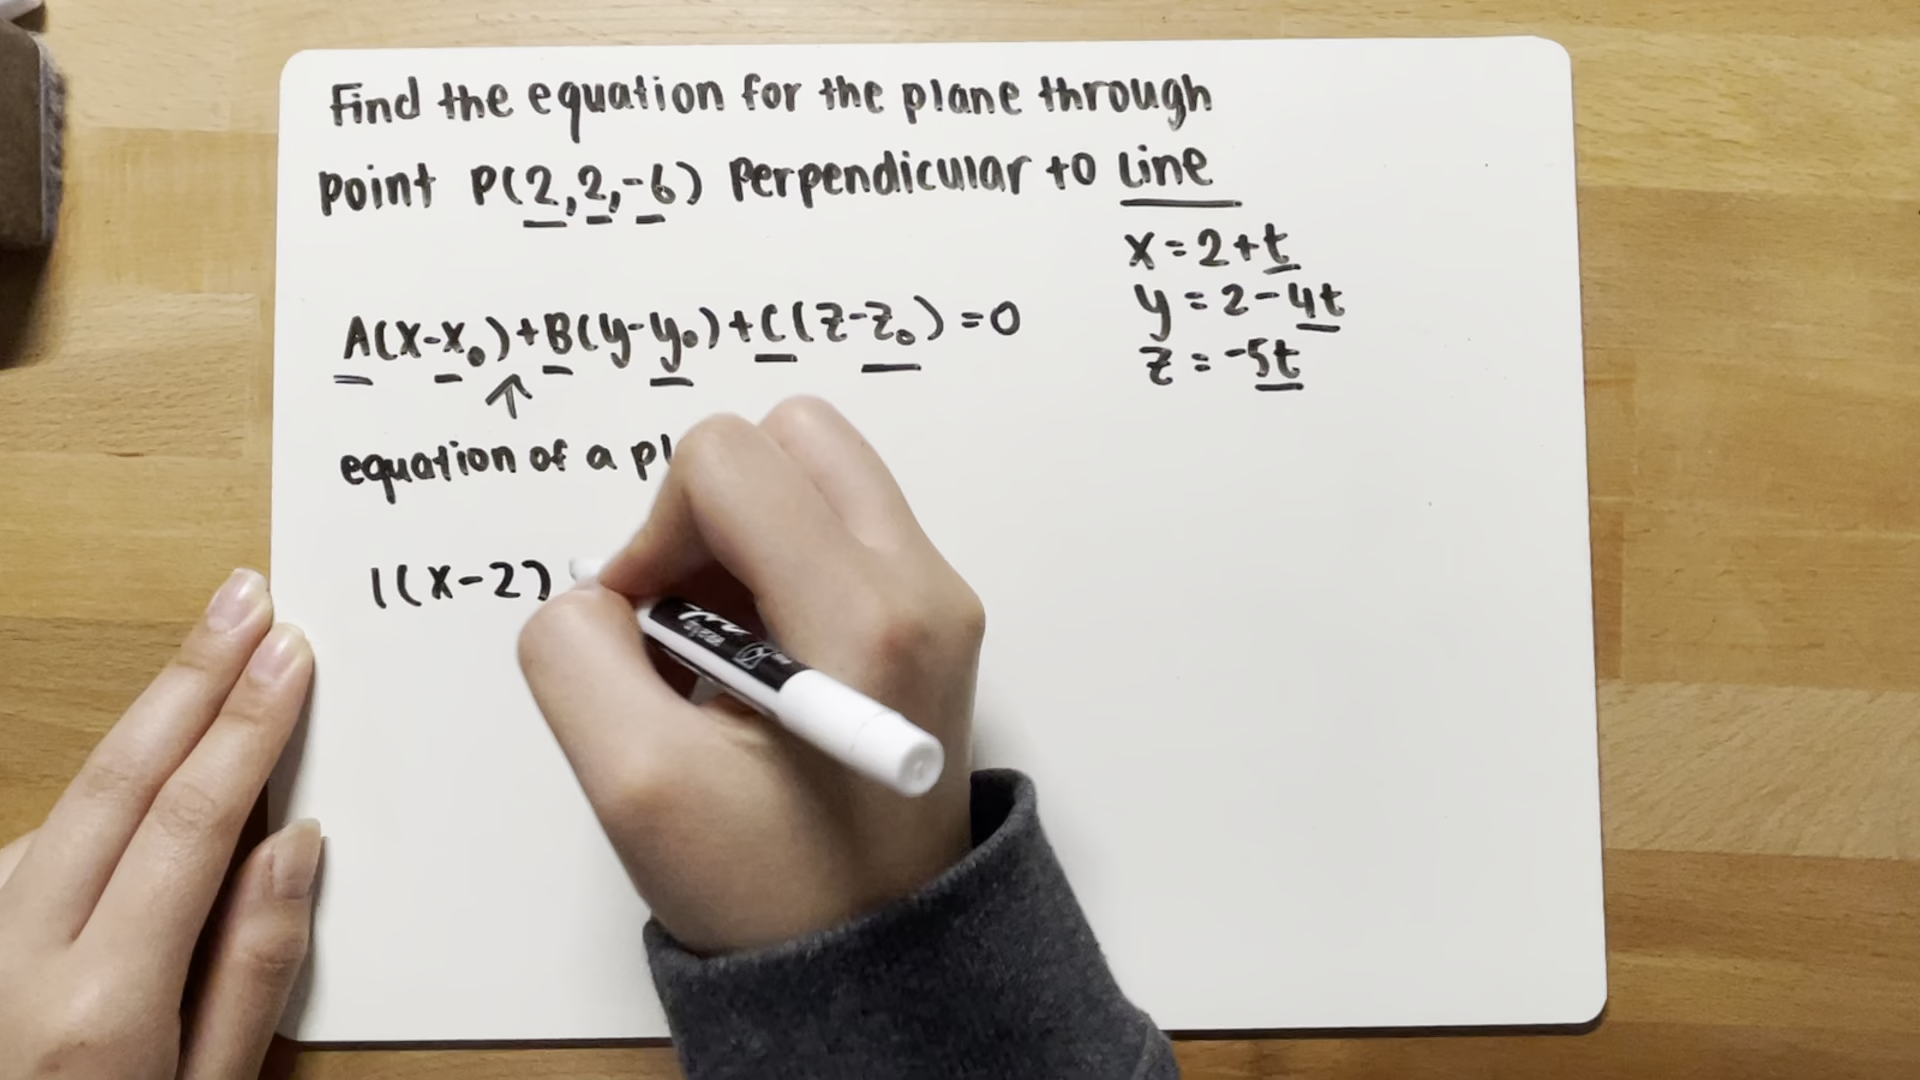 Find the equation for the plane through
point P(2,2,-6) perpendicular to line
x=2+t
y=2-4t
z=-5t
A(x-x₀)+B(y-y₀)+C(z-z₀)=0
↑
equation of a pl
1(x-2)